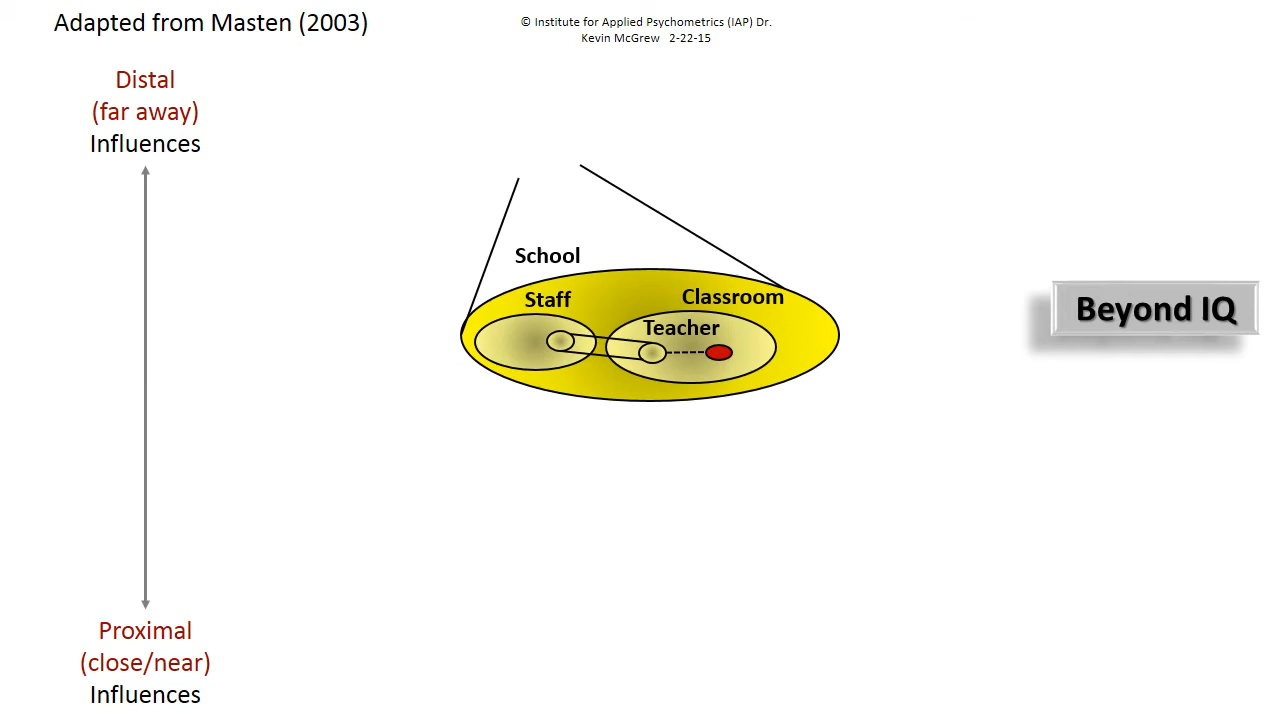 Adapted from Masten (2003)
© Institute for Applied Psychometrics (IAP) Dr.
Kevin McGrew 2-22-15
Distal
(far away)
Influences
School
Staff
Classroom
Teacher
Beyond IQ
Proximal
(close/near)
Influences